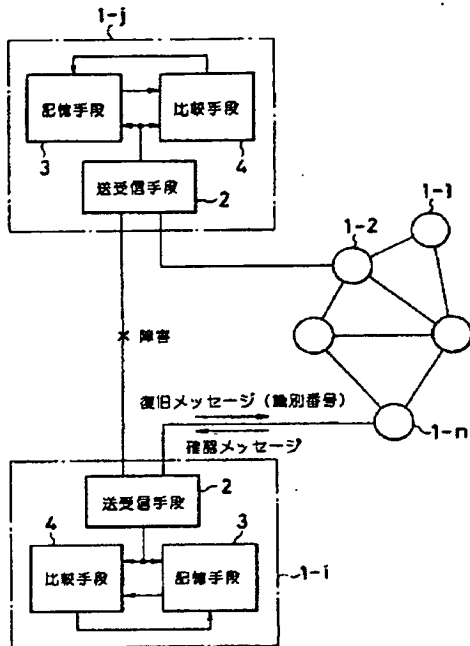 1-j
記憶手段
比較手段
3
4
送受信手段
2
1-1
1-2
× 障害
復旧メッセージ（識別番号）
確認メッセージ
1-n
送受信手段
2
4
3
比較手段
記憶手段
1-i